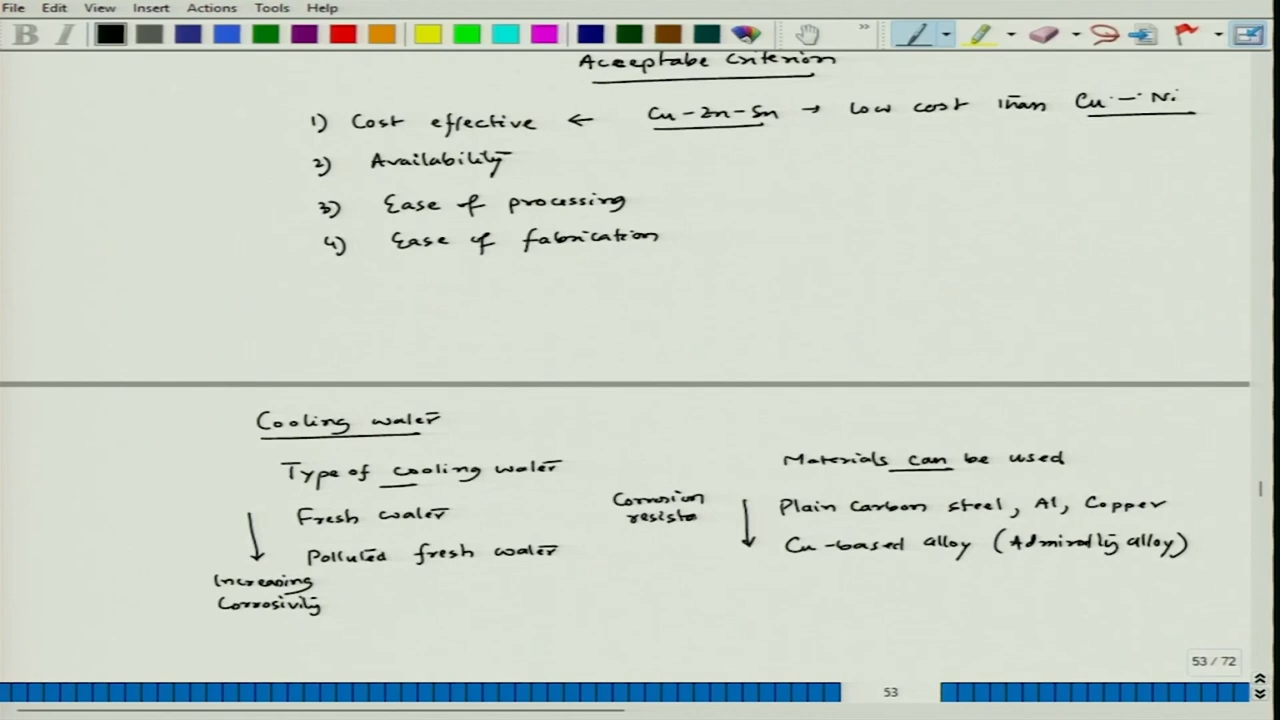 File Edit View Insert Actions Tools Help
B I
Acceptabe Criterion
1) Cost effective ← Cu-Zn-Sn → low cost than Cu-Ni
2) Availability
3) Ease of processing
4) Ease of fabrication
Cooling water
Type of cooling water
Materials can be used
Fresh water
Corrosion resista
Plain carbon steel, Al, Copper
Polluted fresh water
Cu-based alloy (Admiralty alloy)
Increasing
Corrosivity
53 / 72
53